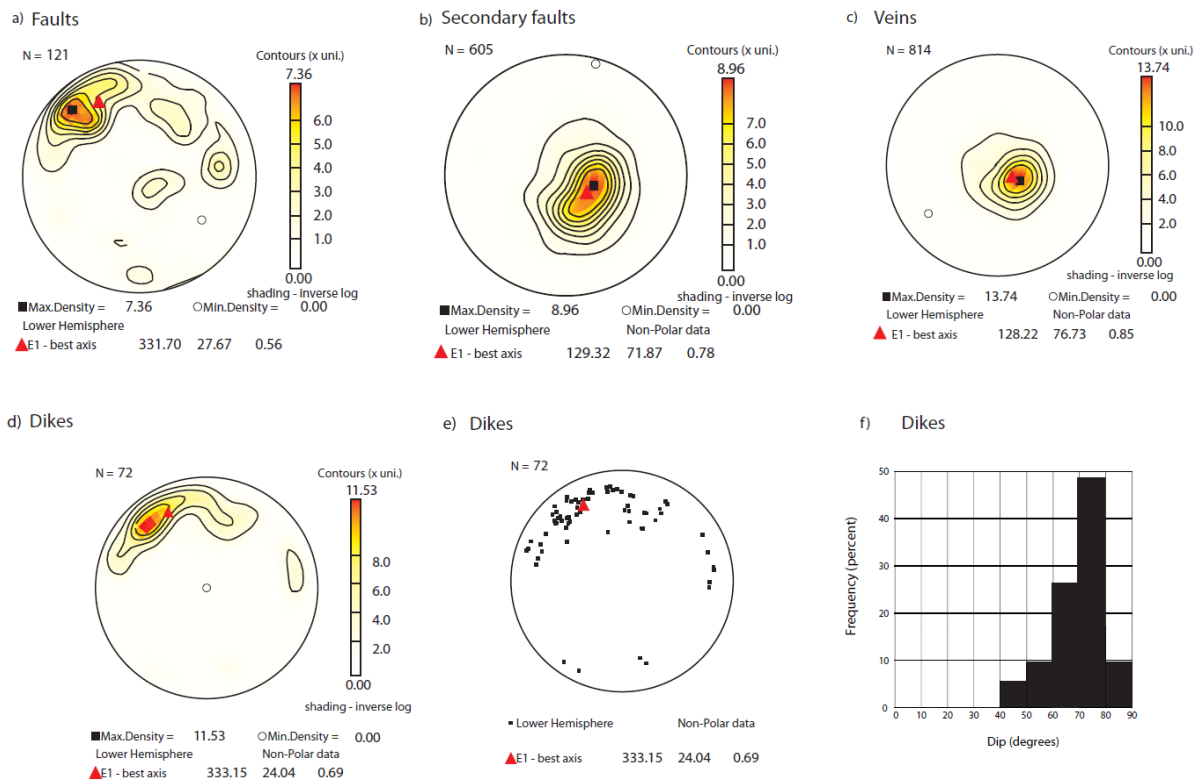 a) Faults
N = 121
Contours (x uni.)
7.36
6.0
5.0
4.0
3.0
2.0
1.0
0.00
shading - inverse log
■Max.Density = 7.36 ○Min.Density = 0.00
Lower Hemisphere
▲E1 - best axis 331.70 27.67 0.56
b) Secondary faults
N = 605
Contours (x uni.)
8.96
7.0
6.0
5.0
4.0
3.0
2.0
1.0
0.00
shading - inverse log
■Max.Density = 8.96 ○Min.Density = 0.00
Lower Hemisphere Non-Polar data
▲E1 - best axis 129.32 71.87 0.78
c) Veins
N = 814
Contours (x uni.)
13.74
10.0
8.0
6.0
4.0
2.0
0.00
shading - inverse log
■Max.Density = 13.74 ○Min.Density = 0.00
Lower Hemisphere Non-Polar data
▲E1 - best axis 128.22 76.73 0.85
d) Dikes
N = 72
Contours (x uni.)
11.53
8.0
6.0
4.0
2.0
0.00
shading - inverse log
■Max.Density = 11.53 ○Min.Density = 0.00
Lower Hemisphere Non-Polar data
▲E1 - best axis 333.15 24.04 0.69
e) Dikes
N = 72
▪ Lower Hemisphere Non-Polar data
▲E1 - best axis 333.15 24.04 0.69
f) Dikes
Frequency (percent)
50
40
30
20
10
0
0 10 20 30 40 50 60 70 80 90
Dip (degrees)